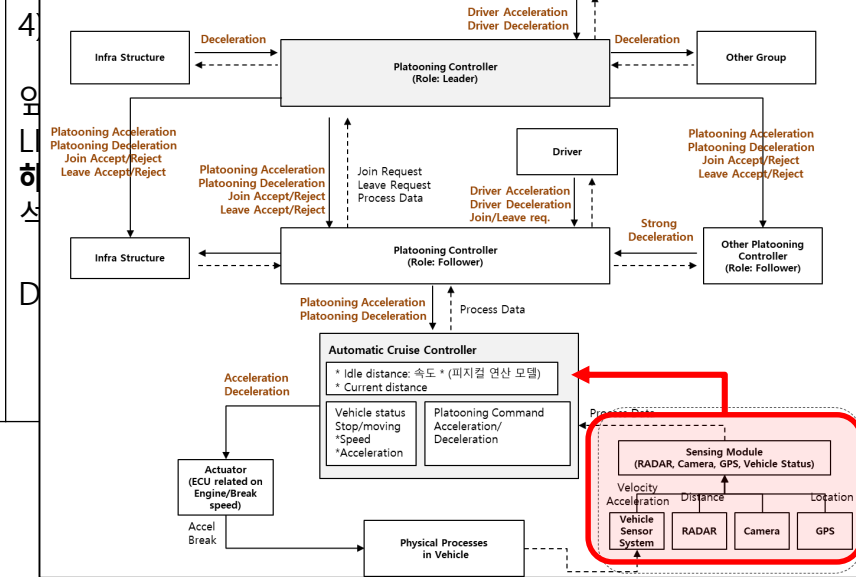 4)
앞
하
석
D
Driver Acceleration
Driver Deceleration
Deceleration
Deceleration
Infra Structure
Platooning Controller
(Role: Leader)
Other Group
Platooning Acceleration
Platooning Deceleration
Join Accept/Reject
Leave Accept/Reject
Platooning Acceleration
Platooning Deceleration
Join Accept/Reject
Leave Accept/Reject
Join Request
Leave Request
Process Data
Driver
Driver Acceleration
Driver Deceleration
Join/Leave req.
Platooning Acceleration
Platooning Deceleration
Join Accept/Reject
Leave Accept/Reject
Strong
Deceleration
Infra Structure
Platooning Controller
(Role: Follower)
Other Platooning
Controller
(Role: Follower)
Platooning Acceleration
Platooning Deceleration
Process Data
Automatic Cruise Controller
* Idle distance: 속도 * (피지컬 연산 모델)
* Current distance
Acceleration
Deceleration
Vehicle status
Stop/moving
*Speed
*Acceleration
Platooning Command
Acceleration/
Deceleration
Process Data
Sensing Module
(RADAR, Camera, GPS, Vehicle Status)
Velocity
Acceleration
Distance
Location
Vehicle
Sensor
System
RADAR
Camera
GPS
Actuator
(ECU related on
Engine/Break
speed)
Accel
Break
Physical Processes
in Vehicle